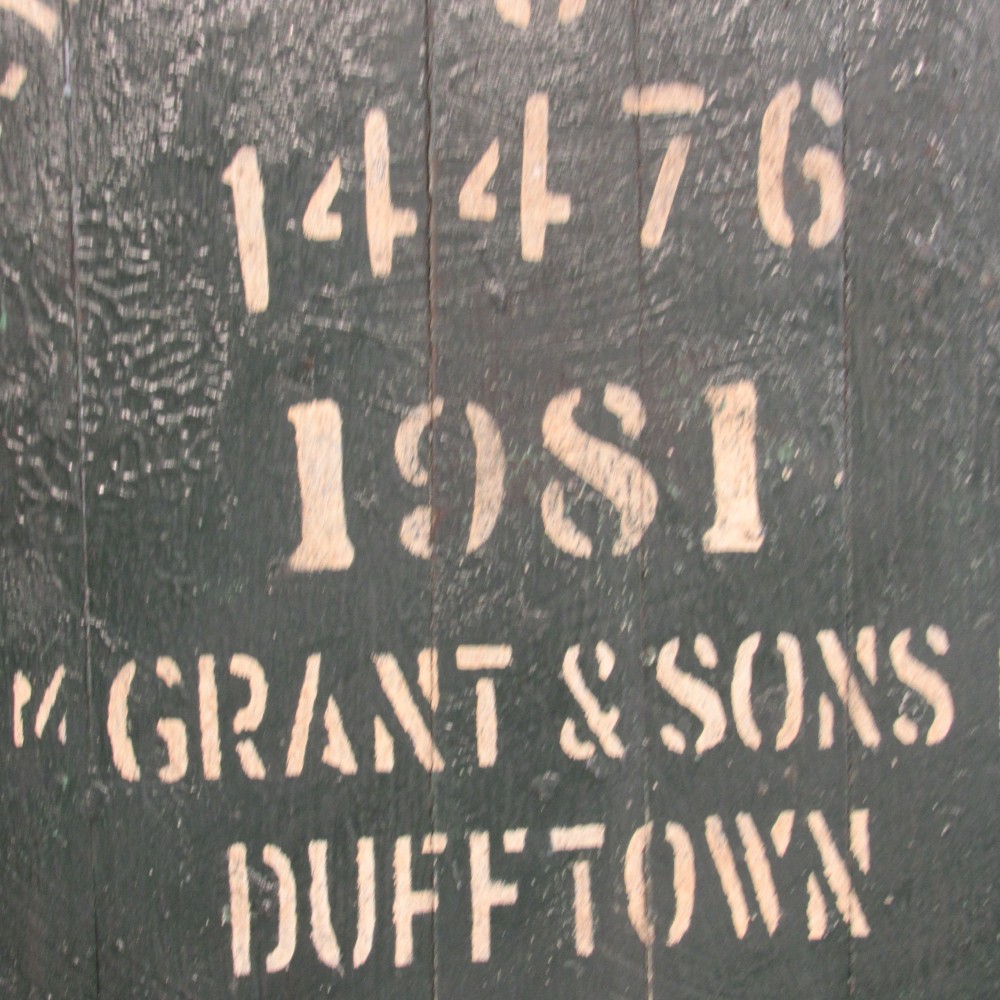 14476
1981
M GRANT & SONS
DUFFTOWN